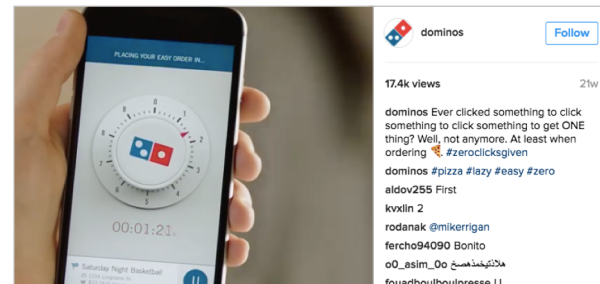 PLACING YOUR EASY ORDER IN...
00:01:21
Saturday Night Basketball
dominos
Follow
17.4k views
21w
dominos Ever clicked something to click
something to click something to get ONE
thing? Well, not anymore. At least when
ordering 🍕. #zeroclicksgiven
dominos #pizza #lazy #easy #zero
aldov255 First
kvxlin 2
rodanak @mikerrigan
fercho94090 Bonito
o0_asim_0o